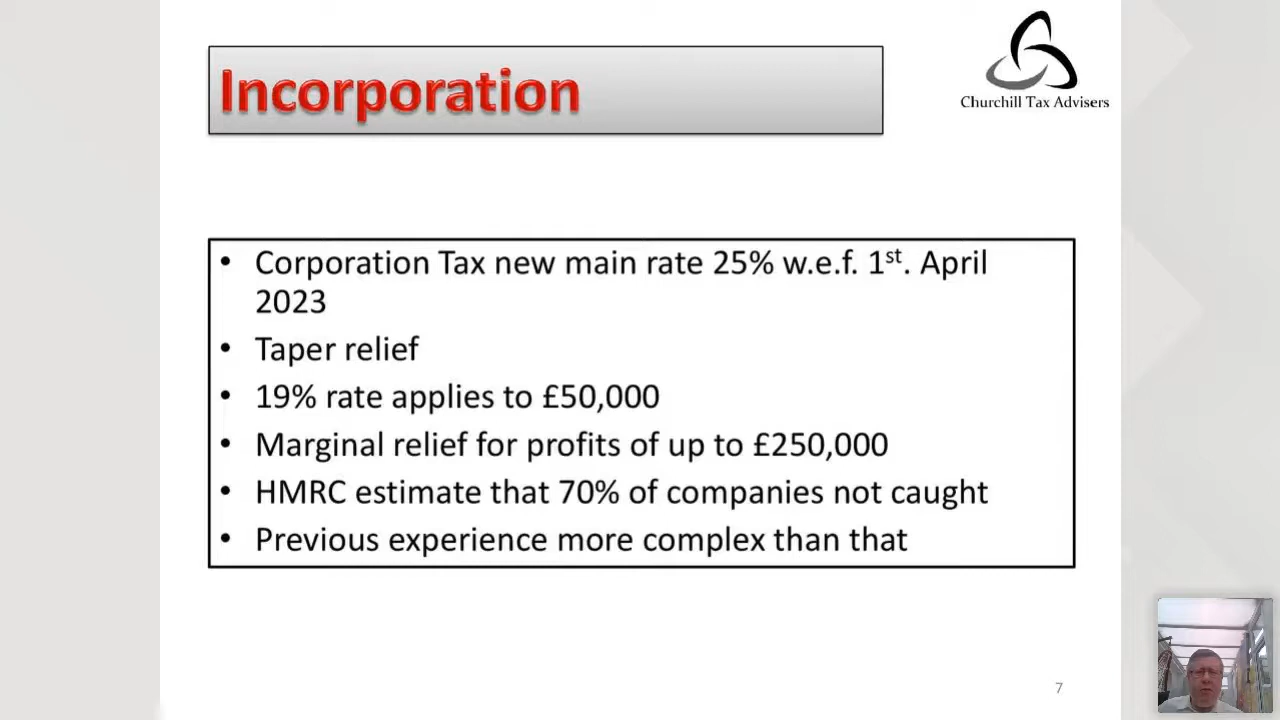 Incorporation
Churchill Tax Advisers
• Corporation Tax new main rate 25% w.e.f. 1st. April
2023
• Taper relief
• 19% rate applies to £50,000
• Marginal relief for profits of up to £250,000
• HMRC estimate that 70% of companies not caught
• Previous experience more complex than that
7